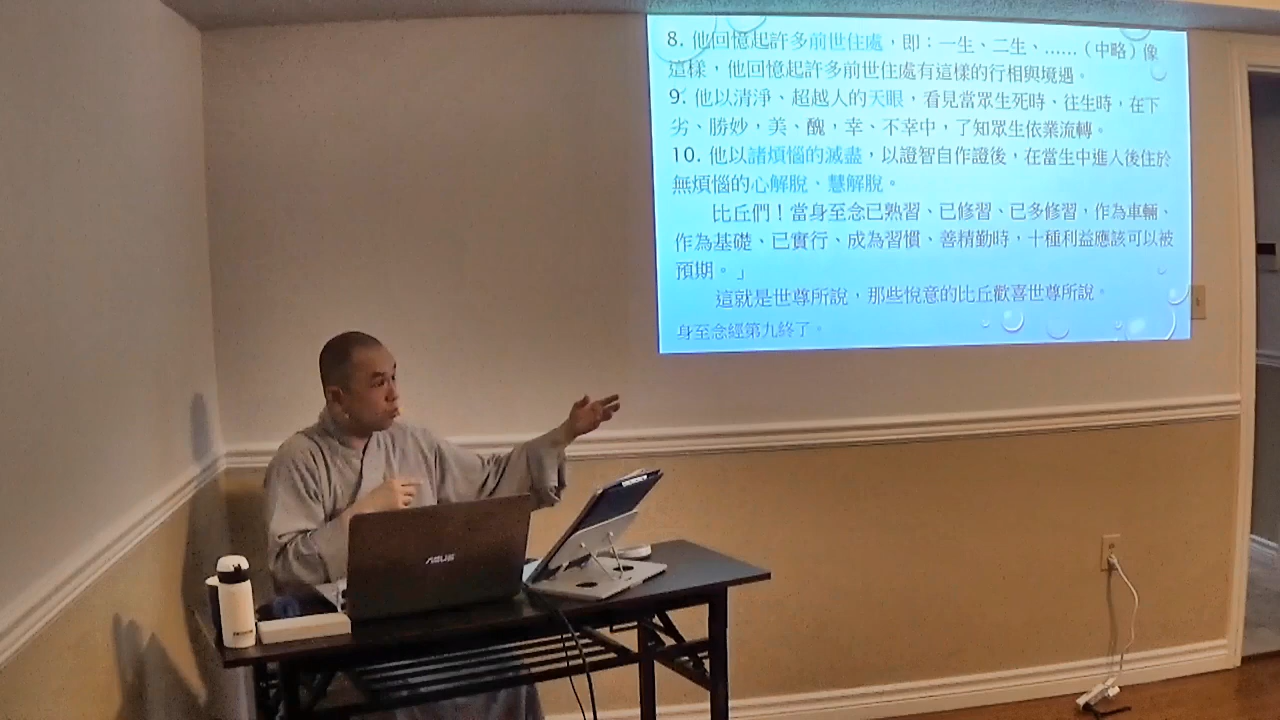 8. 他回憶起許多前世住處，即：一生、二生、……（中略）像
這樣，他回憶起許多前世住處有這樣的行相與境遇。
9. 他以清淨、超越人的天眼，看見當眾生死時、往生時，在下
劣、勝妙，美、醜，幸、不幸中，了知眾生依業流轉。
10. 他以諸煩惱的滅盡，以證智自作證後，在當生中進入後住於
無煩惱的心解脫、慧解脫。
比丘們！當身至念已熟習、已修習、已多修習，作為車輛、
作為基礎、已實行、成為習慣、善精勤時，十種利益應該可以被
預期。」
這就是世尊所說，那些悅意的比丘歡喜世尊所說。
身至念經第九終了。
ASUS